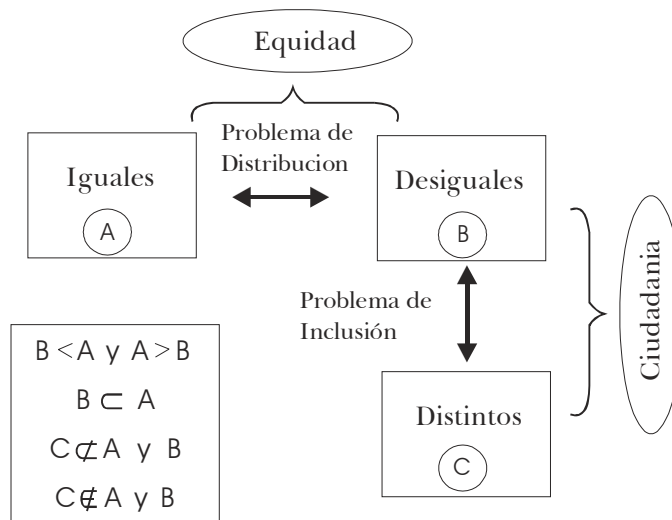 Equidad
Problema de
Distribucion
Iguales
A
Desiguales
B
Problema de
Inclusión
Ciudadania
Distintos
C
B < A y A > B
B ⊂ A
C ⊄ A y B
C ∉ A y B